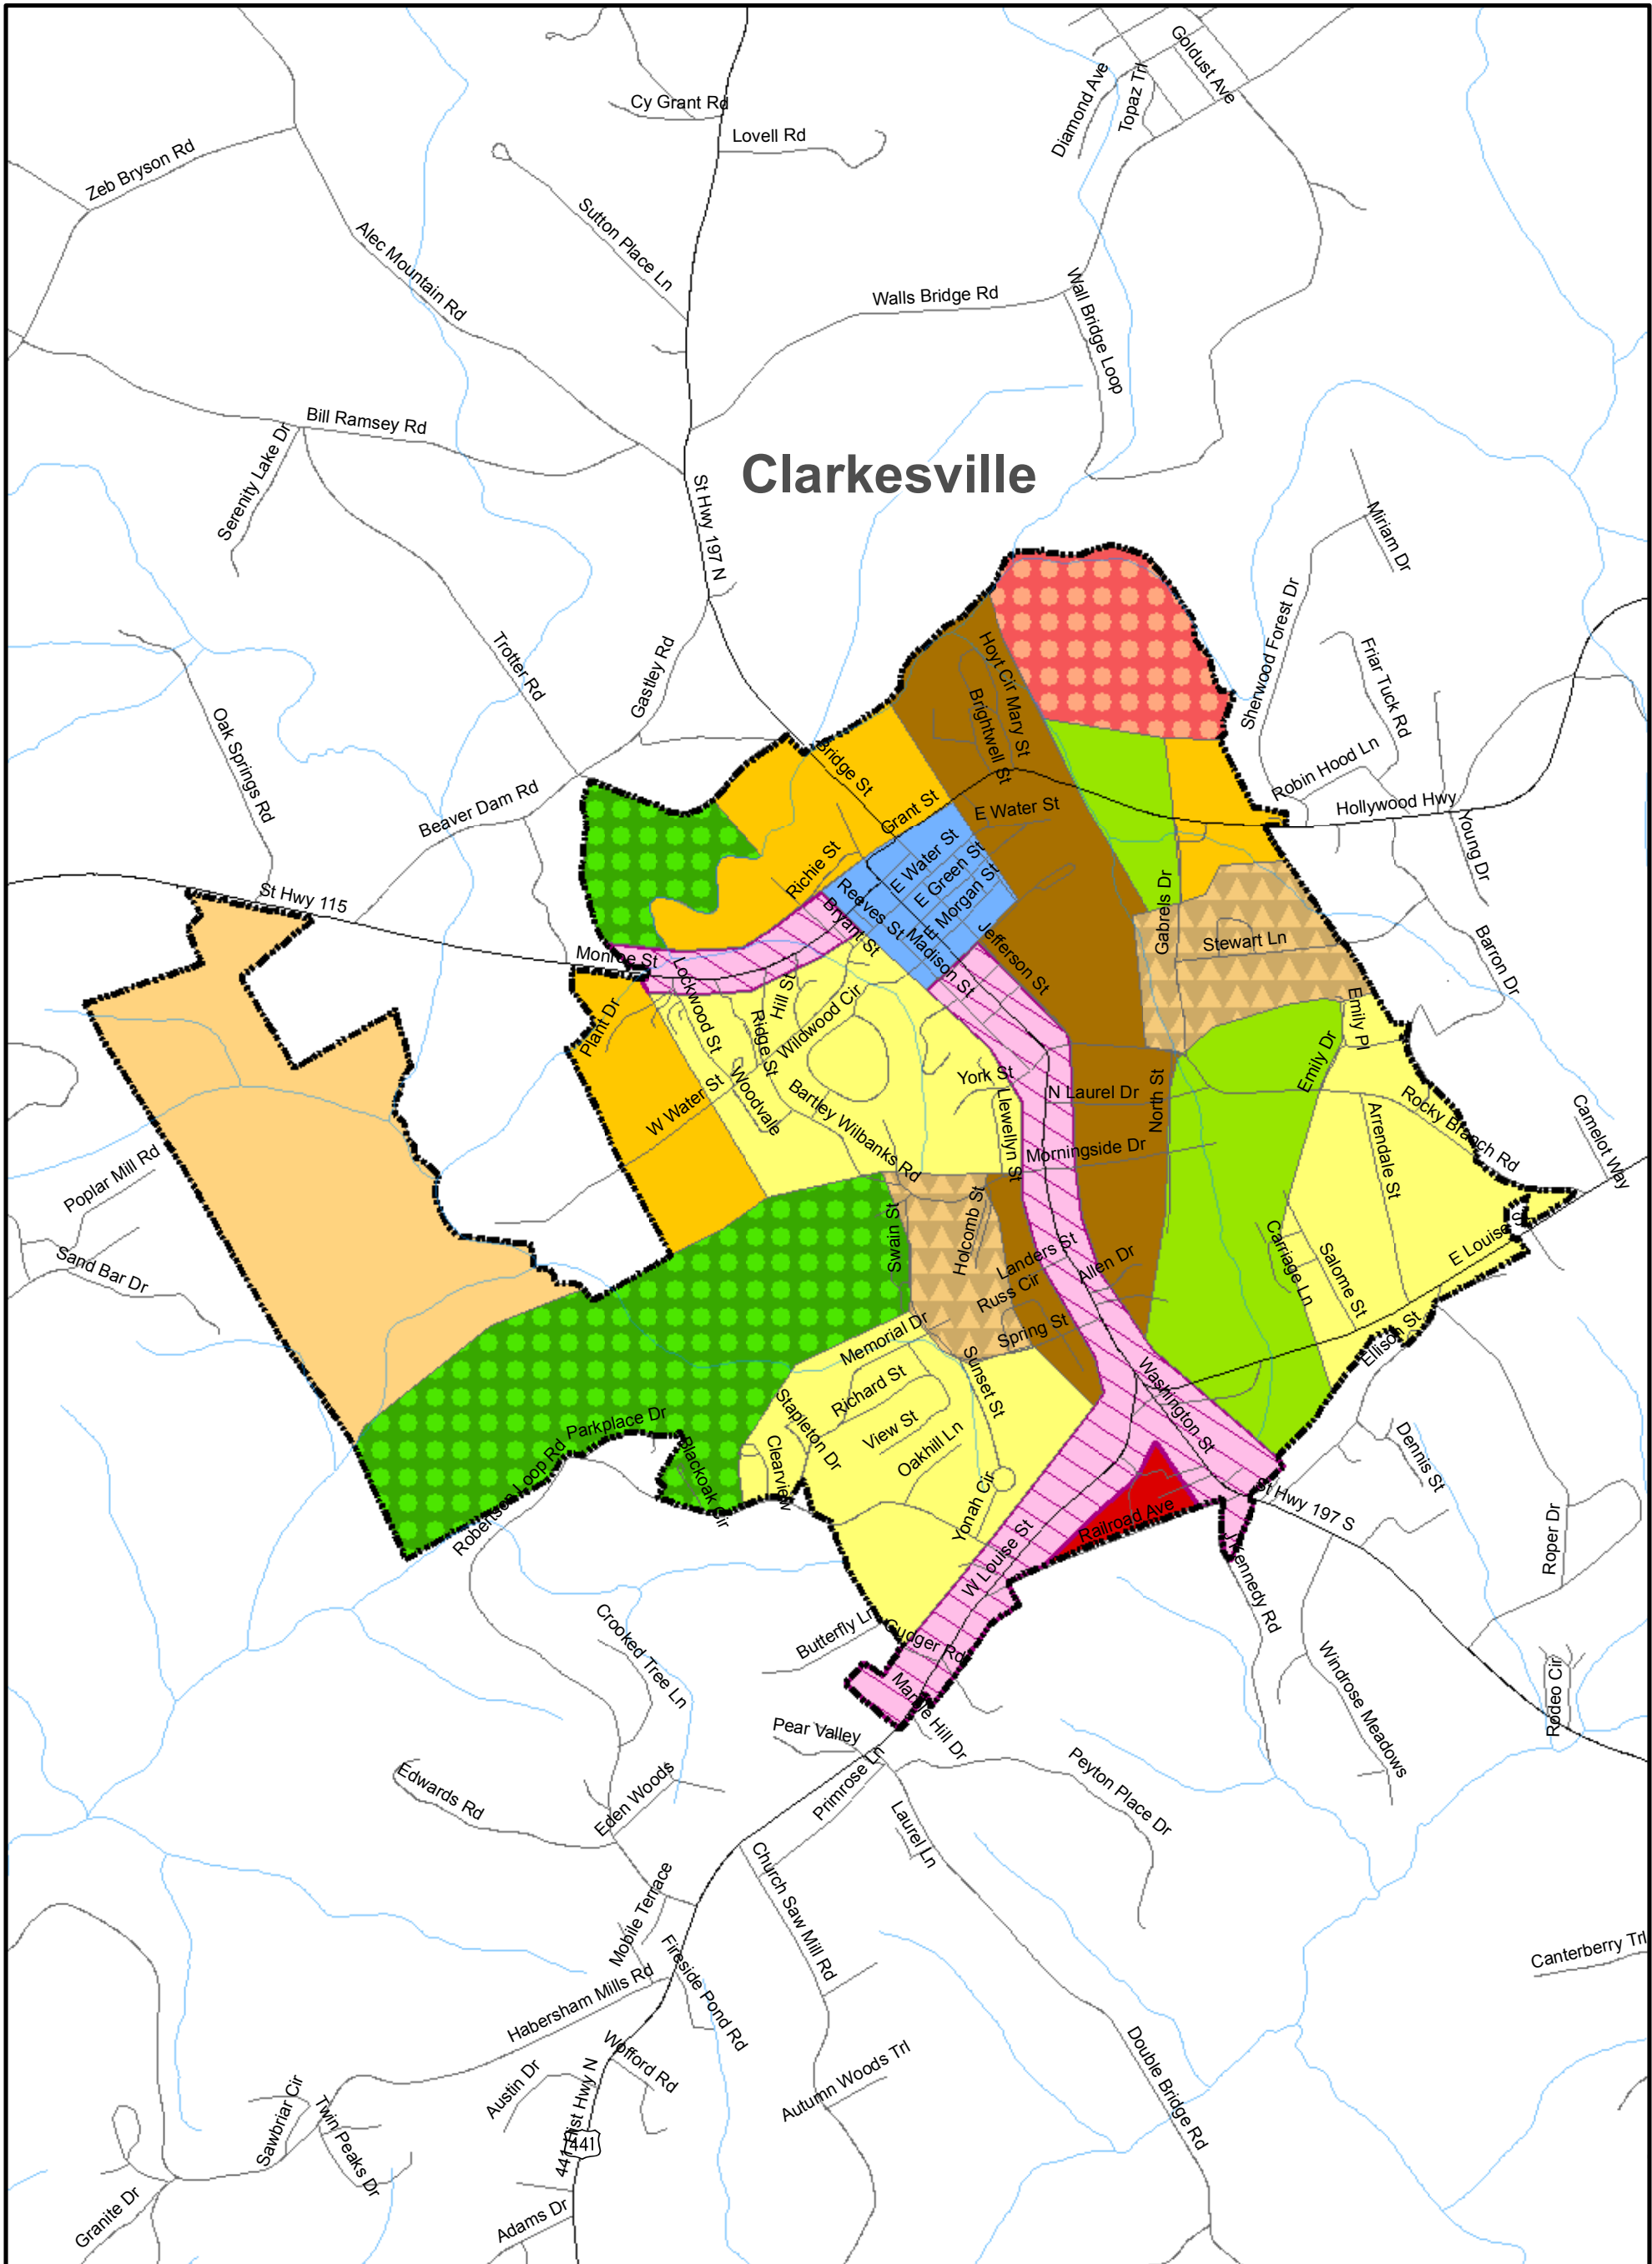 Goldust Ave
Diamond Ave
Topaz Trl
Cy Grant Rd
Lovell Rd
Zeb Bryson Rd
Sutton Place Ln
Alec Mountain Rd
Walls Bridge Rd
Wall Bridge Loop
Bill Ramsey Rd
Serenity Lake Dr
Clarkesville
St Hwy 197 N
Miriam Dr
Sherwood Forest Dr
Friar Tuck Rd
Trotter Rd
Gastley Rd
Hoyt Cir
Mary St
Brightwell St
Oak Springs Rd
Bridge St
Robin Hood Ln
Beaver Dam Rd
Grant St
E Water St
Hollywood Hwy
Young Dr
Richie St
E Water St
E Green St
E Morgan St
St Hwy 115
Reeves St
Bryant St
Madison St
Jefferson St
Gabrels Dr
Stewart Ln
Barron Dr
Monroe St
Lockwood St
Hill St
Plant Dr
Ridge St
Wildwood Cir
Emily Pl
Emily Dr
York St
Llewellyn St
N Laurel Dr
North St
W Water St
Woodvale
Bartley Wilbanks Rd
Rocky Branch Rd
Arrendale St
Camelot Way
Morningside Dr
Poplar Mill Rd
Swain St
Holcomb St
Landers St
Russ Cir
Allen Dr
Carriage Ln
Salome St
E Louise St
Sand Bar Dr
Memorial Dr
Spring St
Ellison St
Richard St
Sunset St
Washington St
Stapleton Dr
View St
Oakhill Ln
Parkplace Dr
Clearview
Blackoak Cir
Robertson Loop Rd
Dennis St
Yonah Cir
Railroad Ave
St Hwy 197 S
Roper Dr
W Louise St
Kennedy Rd
Crooked Tree Ln
Butterfly Ln
Gudger Rd
Windrose Meadows
Rodeo Cir
Pear Valley
Primrose Ln
Peyton Place Dr
Edwards Rd
Eden Woods
Laurel Ln
Church Saw Mill Rd
Mobile Terrace
Fireside Pond Rd
Canterberry Trl
Habersham Mills Rd
Wofford Rd
Austin Dr
441 Hist Hwy N
441
Autumn Woods Trl
Double Bridge Rd
Sawbriar Cir
Twin Peaks Dr
Granite Dr
Adams Dr